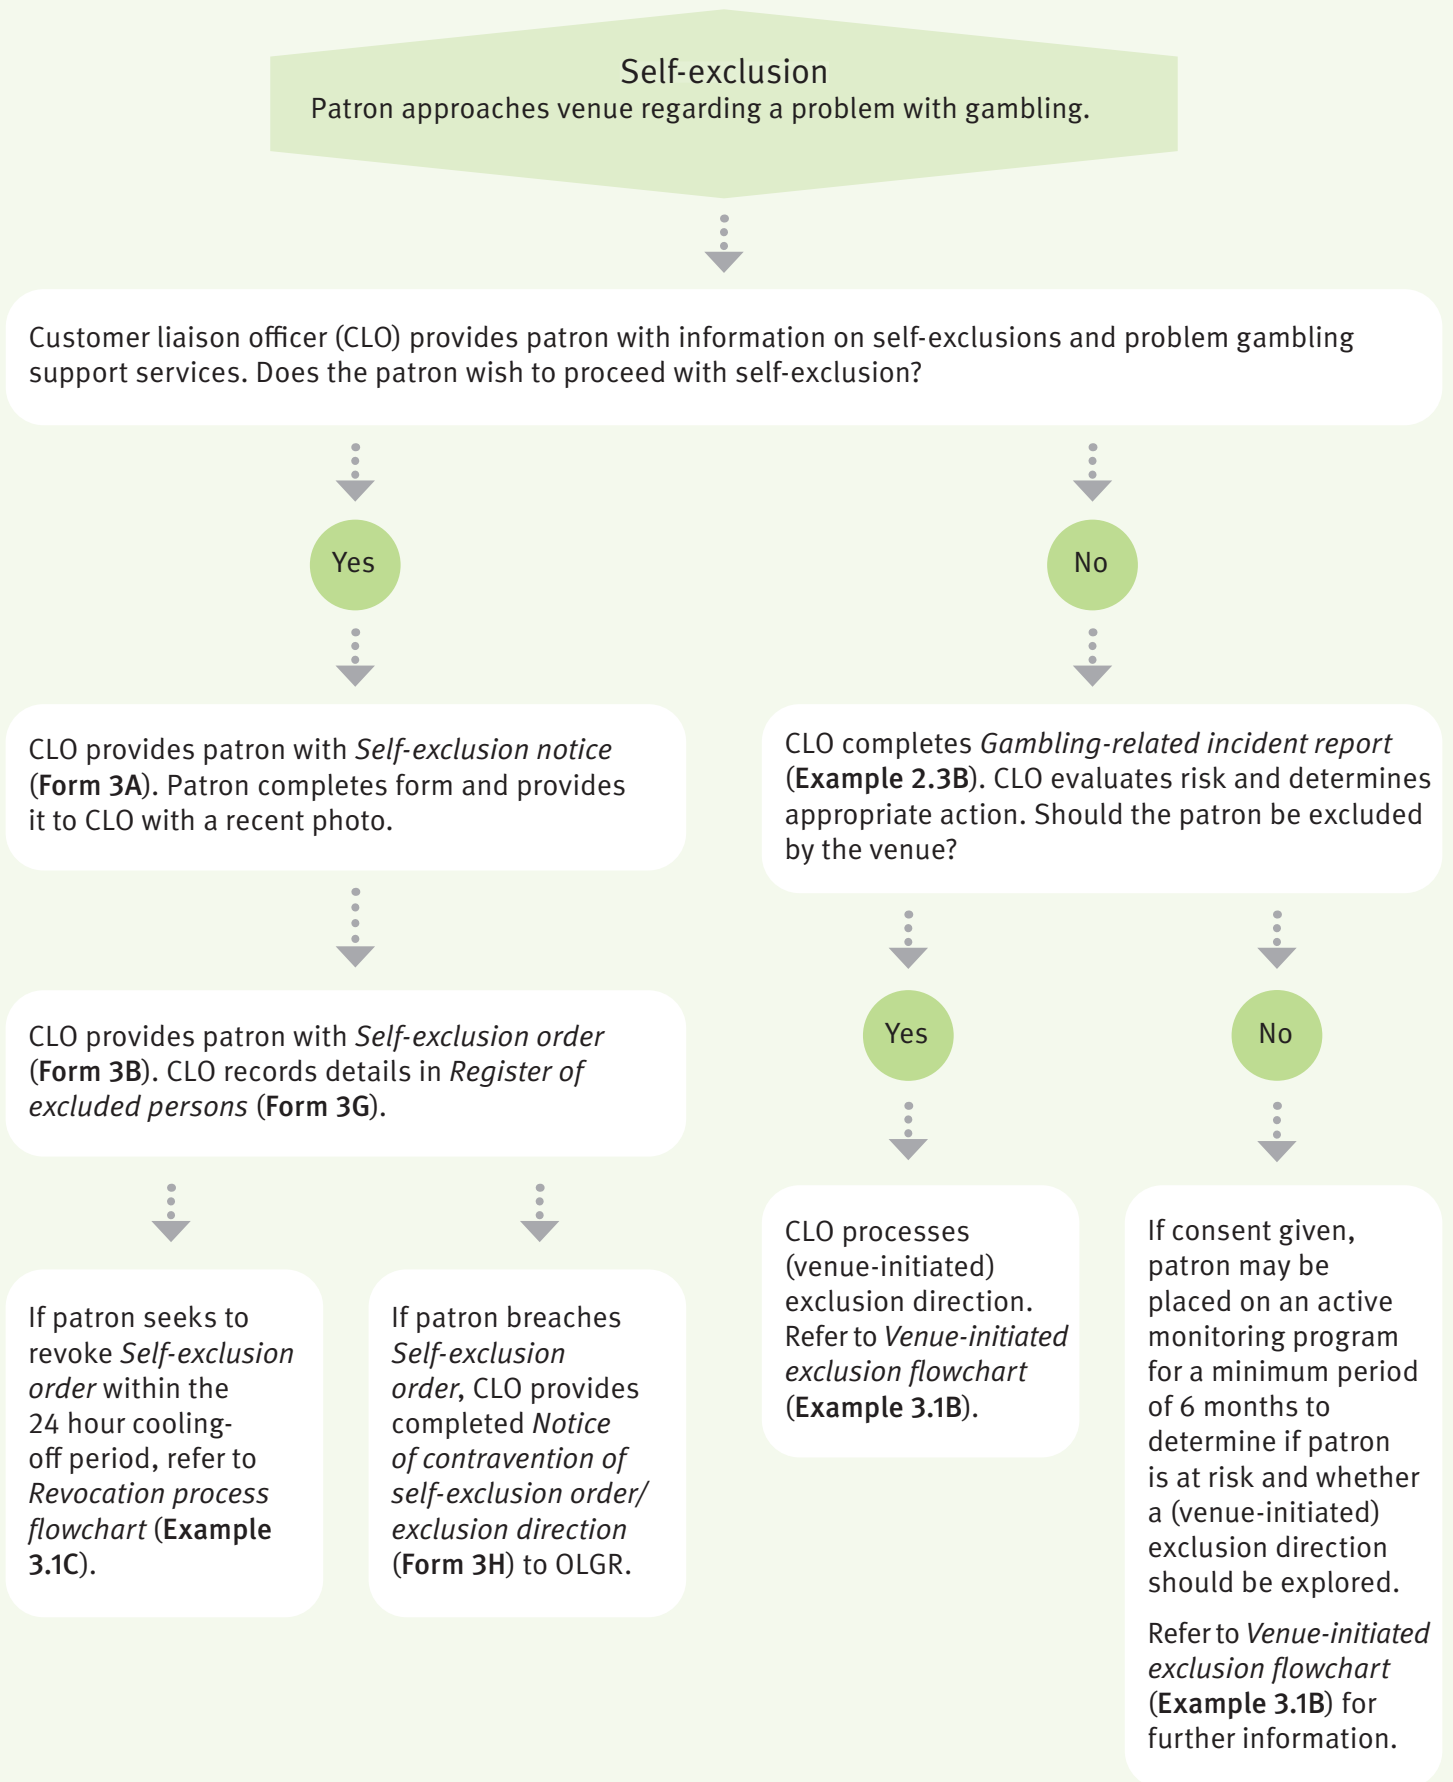 Self-exclusion
Patron approaches venue regarding a problem with gambling.
Customer liaison officer (CLO) provides patron with information on self-exclusions and problem gambling
support services. Does the patron wish to proceed with self-exclusion?
Yes
No
CLO provides patron with Self-exclusion notice
(Form 3A). Patron completes form and provides
it to CLO with a recent photo.
CLO completes Gambling-related incident report
(Example 2.3B). CLO evaluates risk and determines
appropriate action. Should the patron be excluded
by the venue?
CLO provides patron with Self-exclusion order
(Form 3B). CLO records details in Register of
excluded persons (Form 3G).
Yes
No
If patron seeks to
revoke Self-exclusion
order within the
24 hour cooling-
off period, refer to
Revocation process
flowchart (Example
3.1C).
If patron breaches
Self-exclusion
order, CLO provides
completed Notice
of contravention of
self-exclusion order/
exclusion direction
(Form 3H) to OLGR.
CLO processes
(venue-initiated)
exclusion direction.
Refer to Venue-initiated
exclusion flowchart
(Example 3.1B).
If consent given,
patron may be
placed on an active
monitoring program
for a minimum period
of 6 months to
determine if patron
is at risk and whether
a (venue-initiated)
exclusion direction
should be explored.
Refer to Venue-initiated
exclusion flowchart
(Example 3.1B) for
further information.